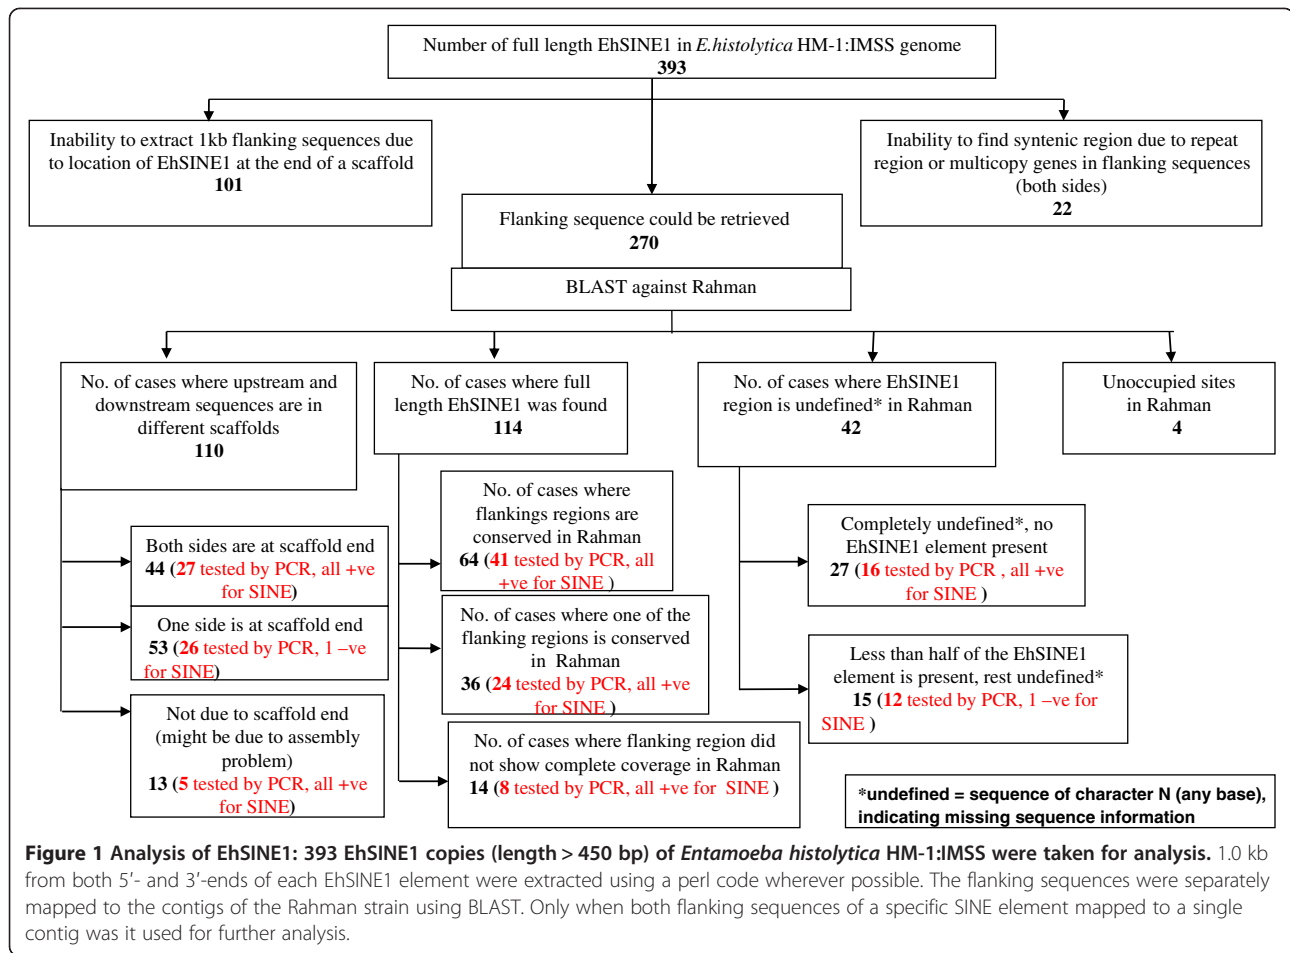 Number of full length EhSINE1 in E.histolytica HM-1:IMSS genome
393
Inability to extract 1kb flanking sequences due
to location of EhSINE1 at the end of a scaffold
101
Inability to find syntenic region due to repeat
region or multicopy genes in flanking sequences
(both sides)
22
Flanking sequence could be retrieved
270
BLAST against Rahman
No. of cases where upstream and
downstream sequences are in
different scaffolds
110
No. of cases where full
length EhSINE1 was found
114
No. of cases where EhSINE1
region is undefined* in Rahman
42
Unoccupied sites
in Rahman
4
Both sides are at scaffold end
44 (27 tested by PCR, all +ve
for SINE)
One side is at scaffold end
53 (26 tested by PCR, 1 –ve
for SINE)
Not due to scaffold end
(might be due to assembly
problem)
13 (5 tested by PCR, all +ve
for SINE)
No. of cases where
flankings regions are
conserved in Rahman
64 (41 tested by PCR, all
+ve for SINE )
No. of cases where one of the
flanking regions is conserved
in Rahman
36 (24 tested by PCR, all +ve
for SINE )
No. of cases where flanking region did
not show complete coverage in Rahman
14 (8 tested by PCR, all +ve for SINE )
Completely undefined*, no
EhSINE1 element present
27 (16 tested by PCR , all +ve
for SINE )
Less than half of the EhSINE1
element is present, rest undefined*
15 (12 tested by PCR, 1 –ve for
SINE )
*undefined = sequence of character N (any base),
indicating missing sequence information
Figure 1 Analysis of EhSINE1: 393 EhSINE1 copies (length > 450 bp) of Entamoeba histolytica HM-1:IMSS were taken for analysis. 1.0 kb
from both 5′- and 3′-ends of each EhSINE1 element were extracted using a perl code wherever possible. The flanking sequences were separately
mapped to the contigs of the Rahman strain using BLAST. Only when both flanking sequences of a specific SINE element mapped to a single
contig was it used for further analysis.